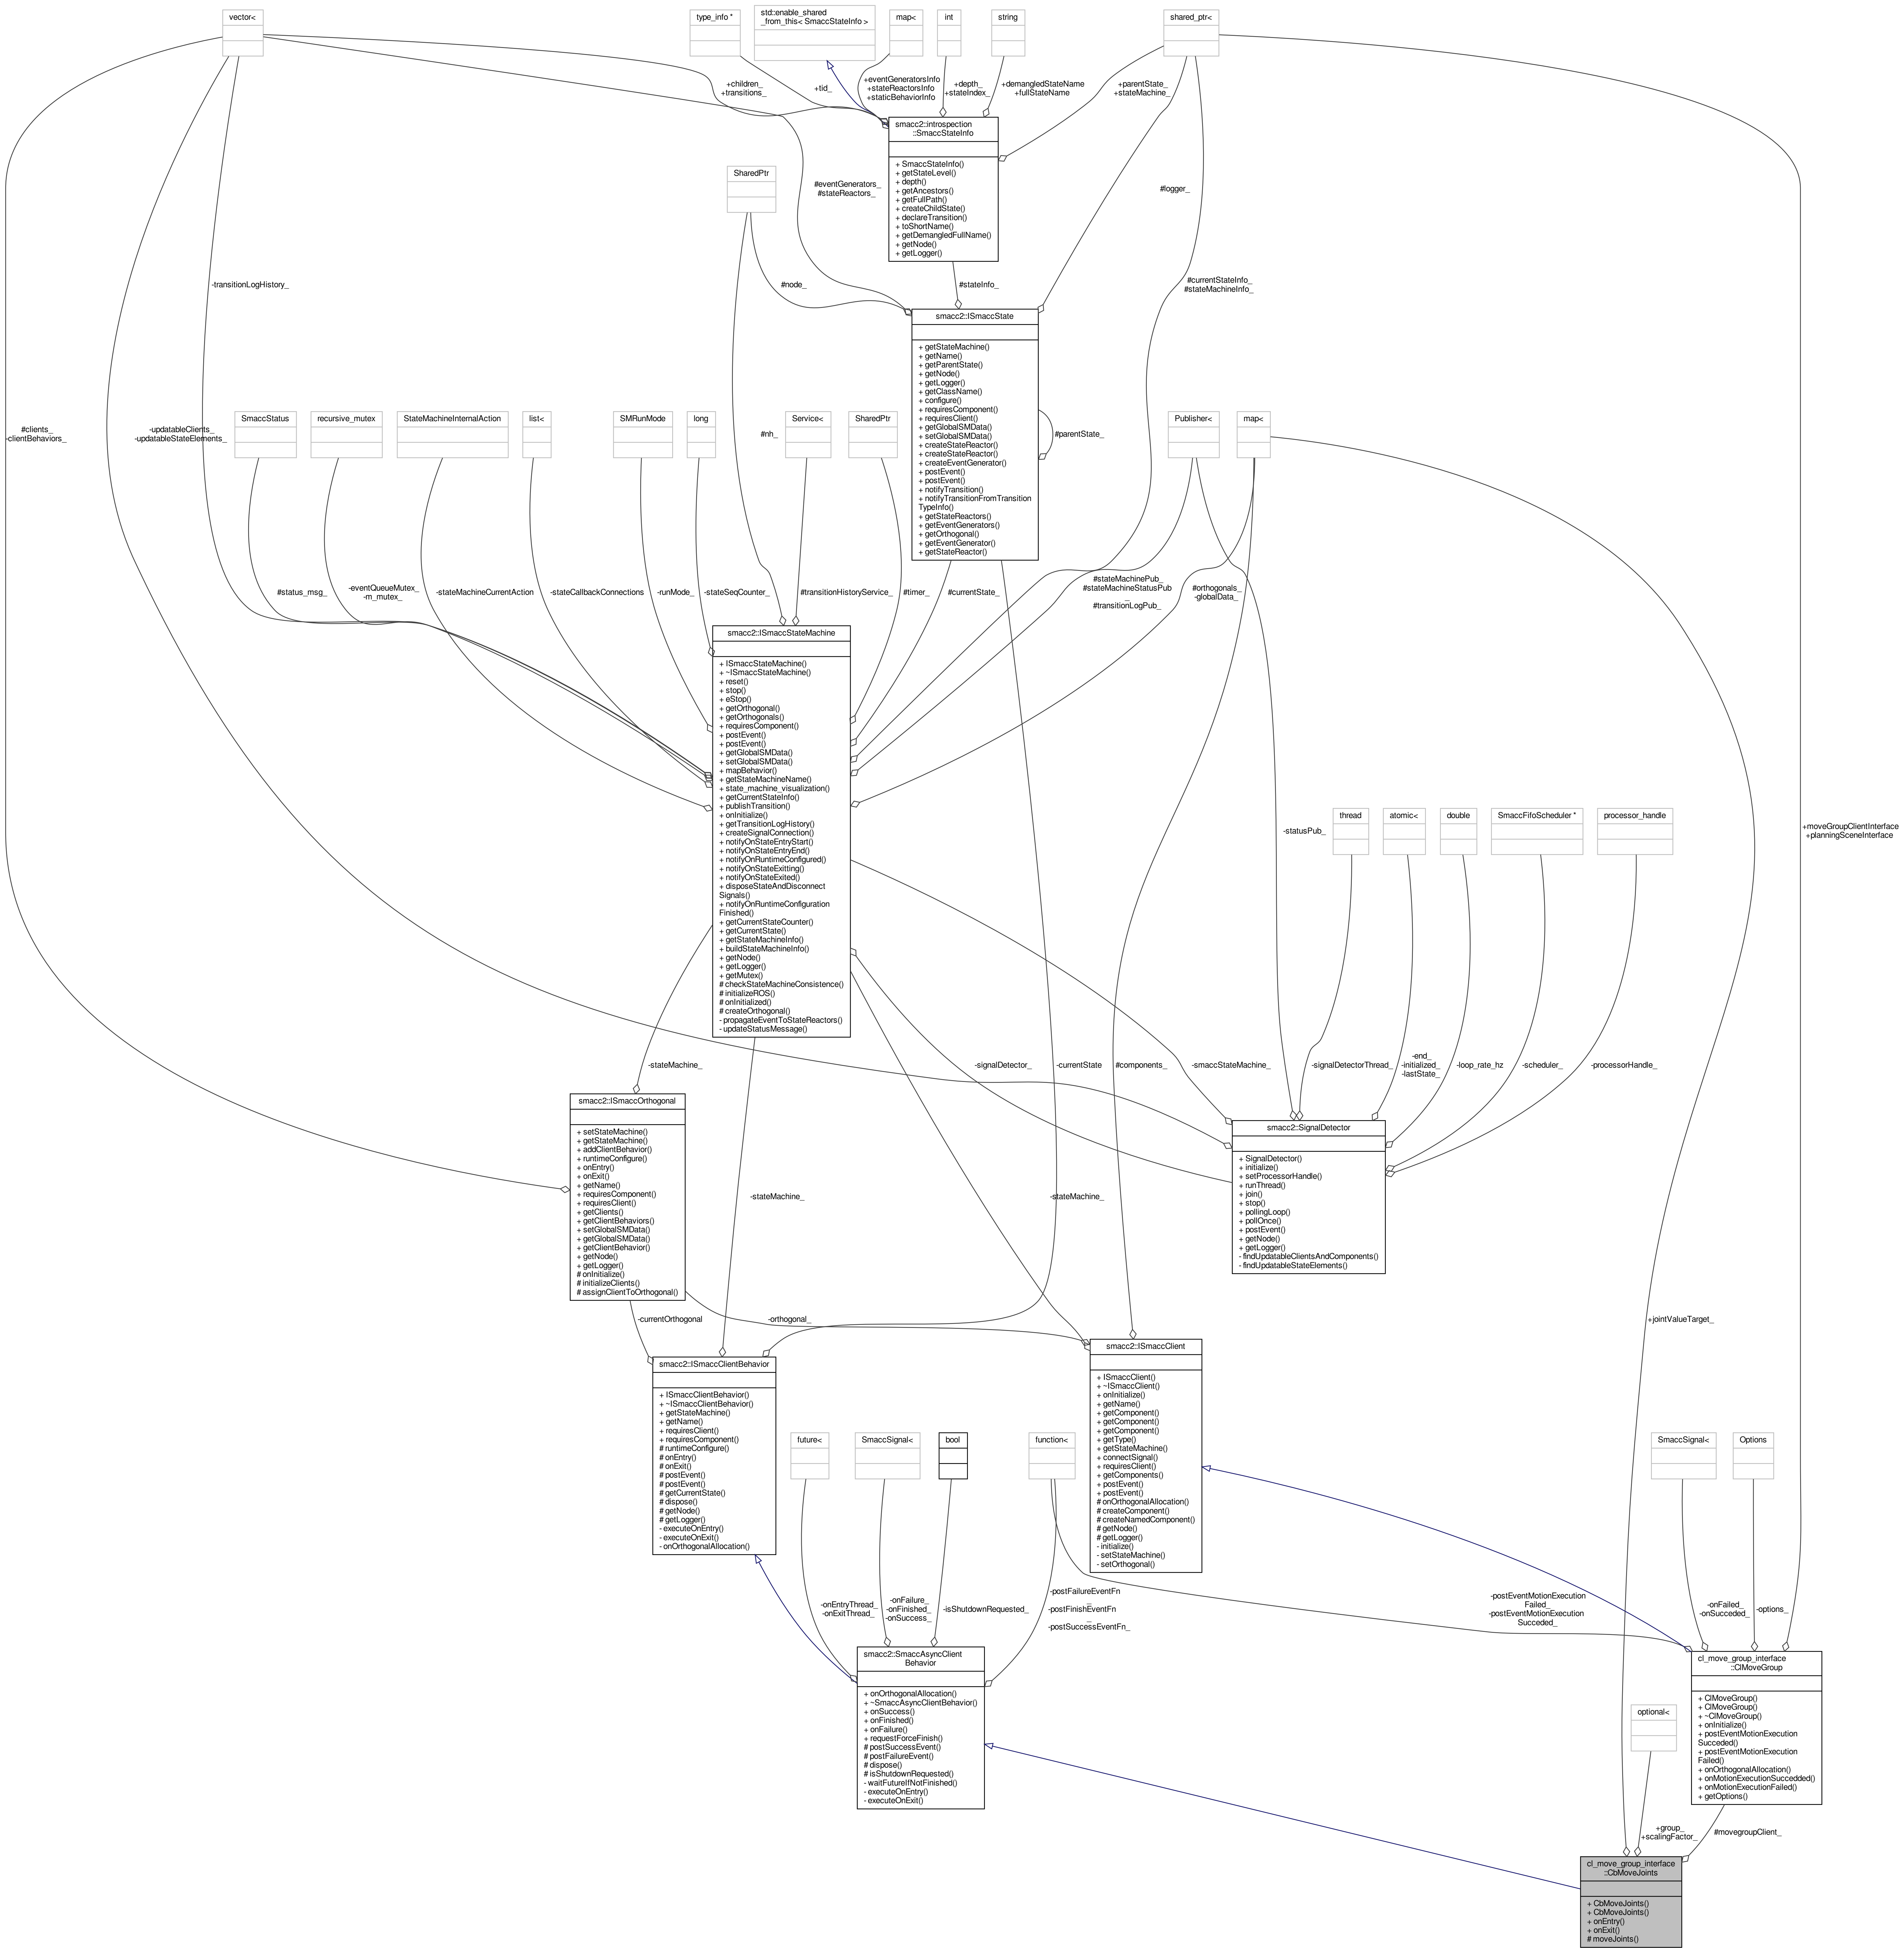 vector<
type_info *
std::enable_shared
_from_this< SmaccStateInfo >
map<
int
string
shared_ptr<
+children_
+transitions_
+tid_
+eventGeneratorsInfo
+stateReactorsInfo
+staticBehaviorInfo
+depth_
+stateIndex_
+demangledStateName
+fullStateName
+parentState_
+stateMachine_
smacc2::introspection
::SmaccStateInfo
+ SmaccStateInfo()
+ getStateLevel()
+ depth()
+ getAncestors()
+ getFullPath()
+ createChildState()
+ declareTransition()
+ toShortName()
+ getDemangledFullName()
+ getNode()
+ getLogger()
SharedPtr
#eventGenerators_
#stateReactors_
#logger_
-transitionLogHistory_
#node_
#stateInfo_
#currentStateInfo_
#stateMachineInfo_
smacc2::ISmaccState
+ getStateMachine()
+ getName()
+ getParentState()
+ getNode()
+ getLogger()
+ getClassName()
+ configure()
+ requiresComponent()
+ requiresClient()
+ getGlobalSMData()
+ setGlobalSMData()
+ createStateReactor()
+ createStateReactor()
+ createEventGenerator()
+ postEvent()
+ postEvent()
+ notifyTransition()
+ notifyTransitionFromTransition
TypeInfo()
+ getStateReactors()
+ getEventGenerators()
+ getOrthogonal()
+ getEventGenerator()
+ getStateReactor()
#parentState_
#clients_
-clientBehaviors_
-updatableClients_
-updatableStateElements_
SmaccStatus
recursive_mutex
StateMachineInternalAction
list<
SMRunMode
long
#nh_
Service<
SharedPtr
Publisher<
map<
#status_msg_
-eventQueueMutex_
-m_mutex_
-stateMachineCurrentAction
-stateCallbackConnections
-runMode_
-stateSeqCounter_
#transitionHistoryService_
#timer_
#currentState_
#stateMachinePub_
#stateMachineStatusPub
_
#transitionLogPub_
#orthogonals_
-globalData_
smacc2::ISmaccStateMachine
+ ISmaccStateMachine()
+ ~ISmaccStateMachine()
+ reset()
+ stop()
+ eStop()
+ getOrthogonal()
+ getOrthogonals()
+ requiresComponent()
+ postEvent()
+ postEvent()
+ getGlobalSMData()
+ setGlobalSMData()
+ mapBehavior()
+ getStateMachineName()
+ state_machine_visualization()
+ getCurrentStateInfo()
+ publishTransition()
+ onInitialize()
+ getTransitionLogHistory()
+ createSignalConnection()
+ notifyOnStateEntryStart()
+ notifyOnStateEntryEnd()
+ notifyOnRuntimeConfigured()
+ notifyOnStateExitting()
+ notifyOnStateExited()
+ disposeStateAndDisconnect
Signals()
+ notifyOnRuntimeConfiguration
Finished()
+ getCurrentStateCounter()
+ getCurrentState()
+ getStateMachineInfo()
+ buildStateMachineInfo()
+ getNode()
+ getLogger()
+ getMutex()
# checkStateMachineConsistence()
# initializeROS()
# onInitialized()
# createOrthogonal()
- propagateEventToStateReactors()
- updateStatusMessage()
-statusPub_
thread
atomic<
double
SmaccFifoScheduler *
processor_handle
+moveGroupClientInterface
+planningSceneInterface
-stateMachine_
-signalDetector_
-currentState
#components_
-smaccStateMachine_
-signalDetectorThread_
-end_
-initialized_
-lastState_
-loop_rate_hz
-scheduler_
-processorHandle_
smacc2::ISmaccOrthogonal
+ setStateMachine()
+ getStateMachine()
+ addClientBehavior()
+ runtimeConfigure()
+ onEntry()
+ onExit()
+ getName()
+ requiresComponent()
+ requiresClient()
+ getClients()
+ getClientBehaviors()
+ setGlobalSMData()
+ getGlobalSMData()
+ getClientBehavior()
+ getNode()
+ getLogger()
# onInitialize()
# initializeClients()
# assignClientToOrthogonal()
smacc2::SignalDetector
+ SignalDetector()
+ initialize()
+ setProcessorHandle()
+ runThread()
+ join()
+ stop()
+ pollingLoop()
+ pollOnce()
+ postEvent()
+ getNode()
+ getLogger()
- findUpdatableClientsAndComponents()
- findUpdatableStateElements()
-stateMachine_
-stateMachine_
-currentOrthogonal
-orthogonal_
+jointValueTarget_
smacc2::ISmaccClientBehavior
+ ISmaccClientBehavior()
+ ~ISmaccClientBehavior()
+ getStateMachine()
+ getName()
+ requiresClient()
+ requiresComponent()
# runtimeConfigure()
# onEntry()
# onExit()
# postEvent()
# postEvent()
# getCurrentState()
# dispose()
# getNode()
# getLogger()
- executeOnEntry()
- executeOnExit()
- onOrthogonalAllocation()
smacc2::ISmaccClient
+ ISmaccClient()
+ ~ISmaccClient()
+ onInitialize()
+ getName()
+ getComponent()
+ getComponent()
+ getComponent()
+ getType()
+ getStateMachine()
+ connectSignal()
+ requiresClient()
+ getComponents()
+ postEvent()
+ postEvent()
# onOrthogonalAllocation()
# createComponent()
# createNamedComponent()
# getNode()
# getLogger()
- initialize()
- setStateMachine()
- setOrthogonal()
future<
SmaccSignal<
bool
function<
SmaccSignal<
Options
-onEntryThread_
-onExitThread_
-onFailure_
-onFinished_
-onSuccess_
-isShutdownRequested_
-postFailureEventFn
_
-postFinishEventFn
_
-postSuccessEventFn_
-postEventMotionExecution
Failed_
-postEventMotionExecution
Succeded_
-onFailed_
-onSucceded_
-options_
smacc2::SmaccAsyncClient
Behavior
+ onOrthogonalAllocation()
+ ~SmaccAsyncClientBehavior()
+ onSuccess()
+ onFinished()
+ onFailure()
+ requestForceFinish()
# postSuccessEvent()
# postFailureEvent()
# dispose()
# isShutdownRequested()
- waitFutureIfNotFinished()
- executeOnEntry()
- executeOnExit()
cl_move_group_interface
::ClMoveGroup
+ ClMoveGroup()
+ ClMoveGroup()
+ ~ClMoveGroup()
+ onInitialize()
+ postEventMotionExecution
Succeded()
+ postEventMotionExecution
Failed()
+ onOrthogonalAllocation()
+ onMotionExecutionSuccedded()
+ onMotionExecutionFailed()
+ getOptions()
optional<
+group_
+scalingFactor_
#movegroupClient_
cl_move_group_interface
::CbMoveJoints
+ CbMoveJoints()
+ CbMoveJoints()
+ onEntry()
+ onExit()
# moveJoints()